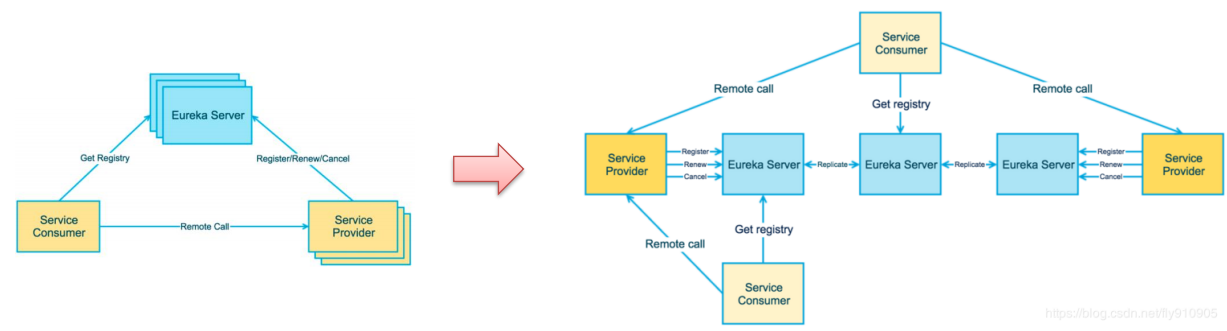 Eureka Server
Get Registry
Register/Renew/Cancel
Service
Consumer
Remote Call
Service
Provider
Service
Consumer
Remote call
Remote call
Get registry
Service
Provider
Register
Renew
Cancel
Eureka Server
Replicate
Eureka Server
Replicate
Eureka Server
Register
Renew
Cancel
Service
Provider
Get registry
Remote call
Service
Consumer
https://blog.csdn.net/fly910905